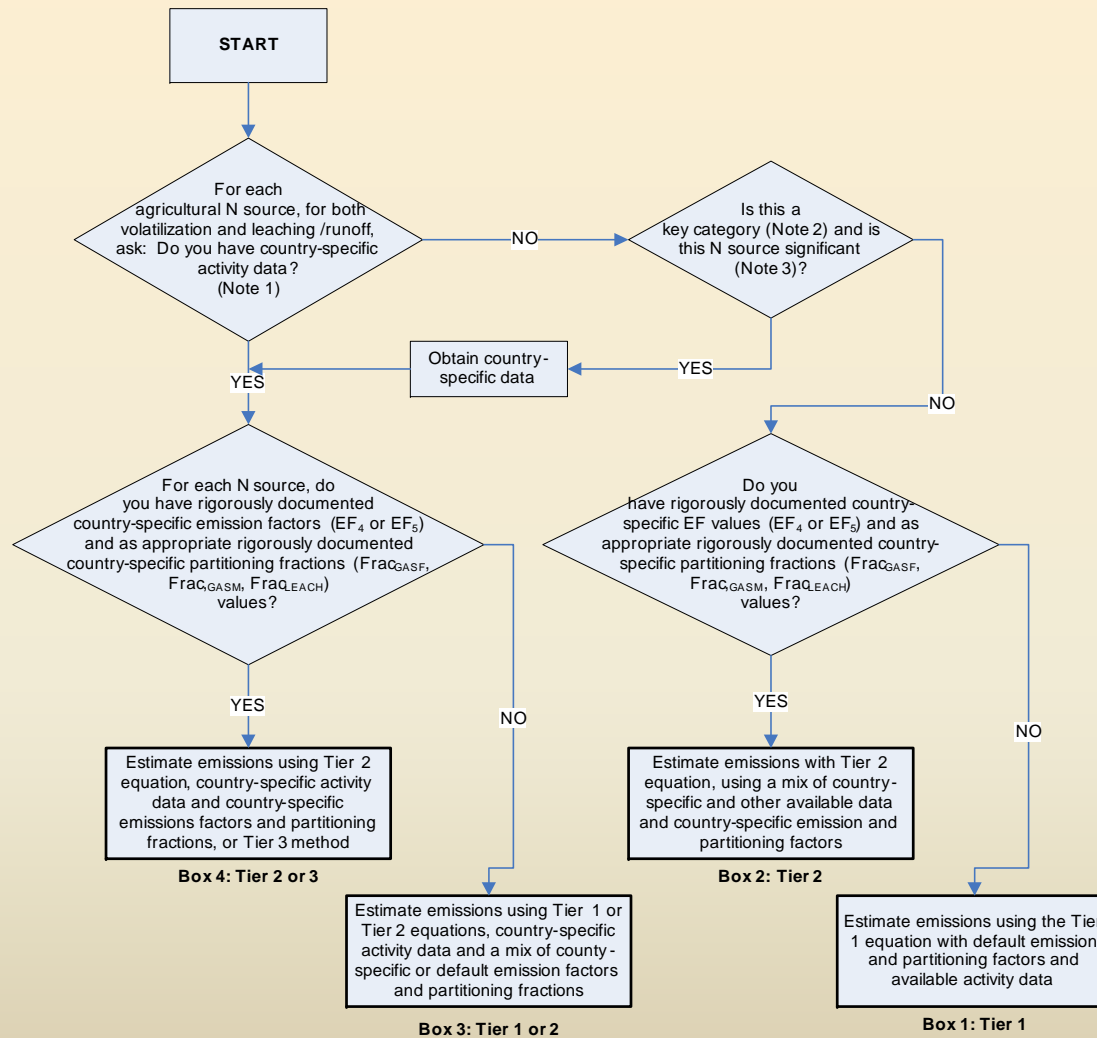 START
For each
agricultural N source, for both
volatilization and leaching /runoff,
ask: Do you have country-specific
activity data?
(Note 1)
NO
Is this a
key category (Note 2) and is
this N source significant
(Note 3)?
Obtain country-
specific data
YES
YES
NO
For each N source, do
you have rigorously documented
country-specific emission factors (EF4 or EF5)
and as appropriate rigorously documented
country-specific partitioning fractions (FracGASF,
Frac,GASM, FracLEACH)
values?
Do you
have rigorously documented country-
specific EF values (EF4 or EF5) and as
appropriate rigorously documented country-
specific partitioning fractions (FracGASF,
Frac,GASM, FracLEACH)
values?
YES
NO
YES
NO
Estimate emissions using Tier 2
equation, country-specific activity
data and country-specific
emissions factors and partitioning
fractions, or Tier 3 method
Box 4: Tier 2 or 3
Estimate emissions with Tier 2
equation, using a mix of country-
specific and other available data
and country-specific emission and
partitioning factors
Box 2: Tier 2
Estimate emissions using Tier 1 or
Tier 2 equations, country-specific
activity data and a mix of county-
specific or default emission factors
and partitioning fractions
Box 3: Tier 1 or 2
Estimate emissions using the Tier
1 equation with default emission
and partitioning factors and
available activity data
Box 1: Tier 1